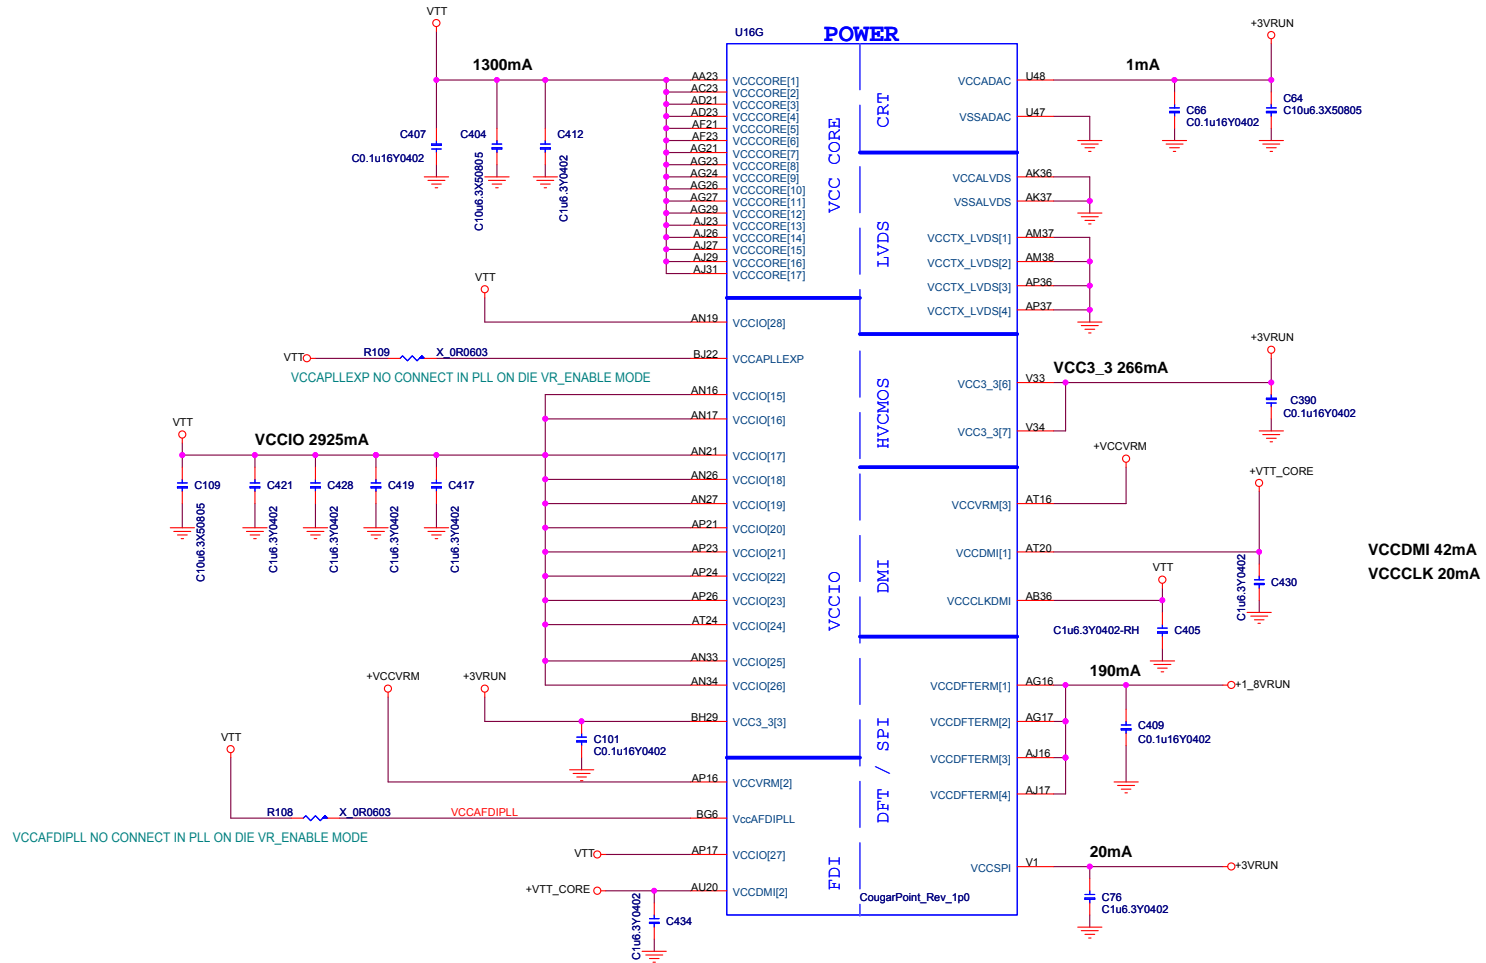 VTT
U16G
POWER
+3VRUN
1300mA
1mA
AA23 VCCCORE[1]
AC23 VCCCORE[2]
AD21 VCCCORE[3]
AD23 VCCCORE[4]
AF21 VCCCORE[5]
AF23 VCCCORE[6]
AG21 VCCCORE[7]
AG23 VCCCORE[8]
AG24 VCCCORE[9]
AG26 VCCCORE[10]
AG27 VCCCORE[11]
AG29 VCCCORE[12]
AJ23 VCCCORE[13]
AJ26 VCCCORE[14]
AJ27 VCCCORE[15]
AJ29 VCCCORE[16]
AJ31 VCCCORE[17]
C407
C0.1u16Y0402
C404
C10u6.3X50805
C412
C1u6.3Y0402
VCC CORE
CRT
VCCADAC U48
VSSADAC U47
C66
C0.1u16Y0402
C64
C10u6.3X50805
LVDS
VCCALVDS AK36
VSSALVDS AK37
VCCTX_LVDS[1] AM37
VCCTX_LVDS[2] AM38
VCCTX_LVDS[3] AP36
VCCTX_LVDS[4] AP37
VTT
AN19 VCCIO[28]
VTT
R109 X_0R0603
BJ22 VCCAPLLEXP
VCCAPLLEXP NO CONNECT IN PLL ON DIE VR_ENABLE MODE
+3VRUN
VCC3_3 266mA
HVCMOS
VCC3_3[6] V33
VCC3_3[7] V34
C390
C0.1u16Y0402
AN16 VCCIO[15]
AN17 VCCIO[16]
AN21 VCCIO[17]
AN26 VCCIO[18]
AN27 VCCIO[19]
AP21 VCCIO[20]
AP23 VCCIO[21]
AP24 VCCIO[22]
AP26 VCCIO[23]
AT24 VCCIO[24]
AN33 VCCIO[25]
AN34 VCCIO[26]
VTT
VCCIO 2925mA
C109
C10u6.3X50805
C421
C1u6.3Y0402
C428
C1u6.3Y0402
C419
C1u6.3Y0402
C417
C1u6.3Y0402
VCCIO
+VCCVRM
+VTT_CORE
DMI
VCCVRM[3] AT16
VCCDMI[1] AT20
VCCCLKDMI AB36
VCCDMI 42mA
VCCCLK 20mA
C1u6.3Y0402
C430
VTT
C1u6.3Y0402-RH
C405
+VCCVRM
+3VRUN
BH29 VCC3_3[3]
C101
C0.1u16Y0402
190mA
+1_8VRUN
DFT / SPI
VCCDFTERM[1] AG16
VCCDFTERM[2] AG17
VCCDFTERM[3] AJ16
VCCDFTERM[4] AJ17
C409
C0.1u16Y0402
VTT
AP16 VCCVRM[2]
R108 X_0R0603
VCCAFDIPLL
BG6 VccAFDIPLL
VCCAFDIPLL NO CONNECT IN PLL ON DIE VR_ENABLE MODE
VTT
AP17 VCCIO[27]
+VTT_CORE
AU20 VCCDMI[2]
FDI
C1u6.3Y0402
C434
20mA
VCCSPI V1
+3VRUN
C76
C1u6.3Y0402
CougarPoint_Rev_1p0